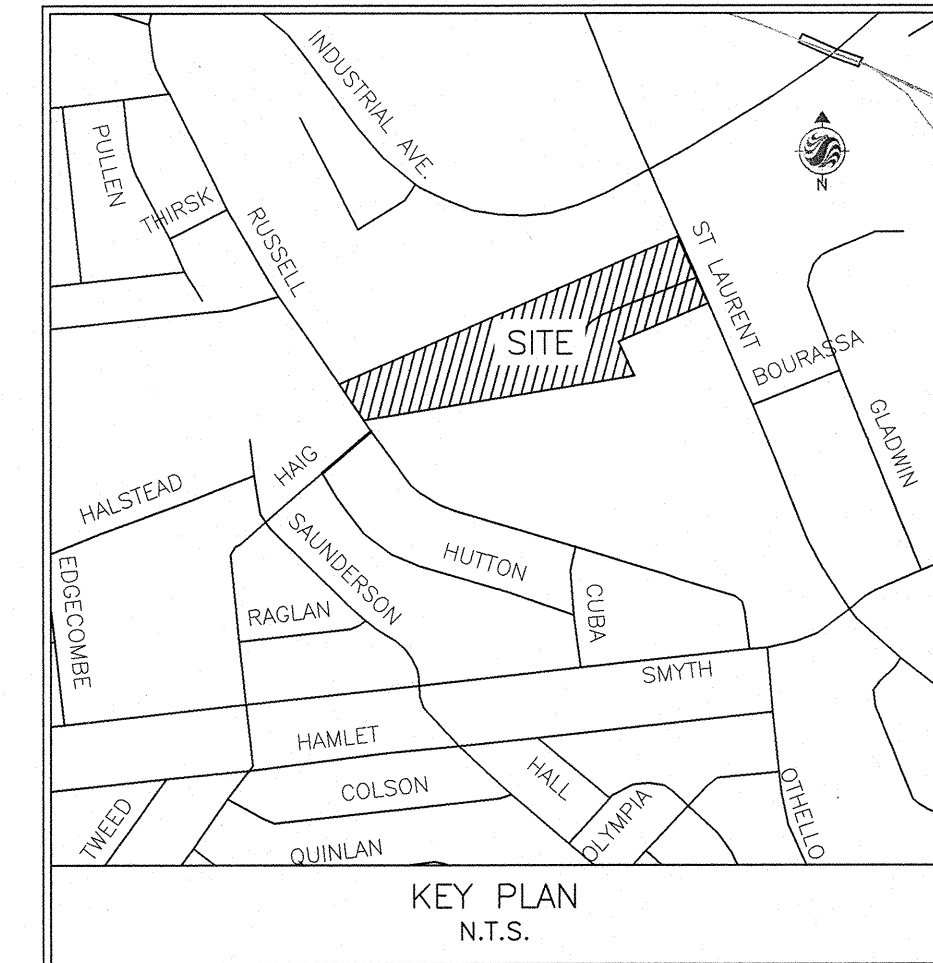 INDUSTRIAL AVE.
PULLEN
THIRSK
RUSSELL
N
ST LAURENT
SITE
BOURASSA
GLADWIN
HAIG
HALSTEAD
SAUNDERSON
HUTTON
EDGECOMBE
CUBA
RAGLAN
SMYTH
HAMLET
HALL
COLSON
OLYMPIA
OTHELLO
TWEED
QUINLAN
KEY PLAN
N.T.S.